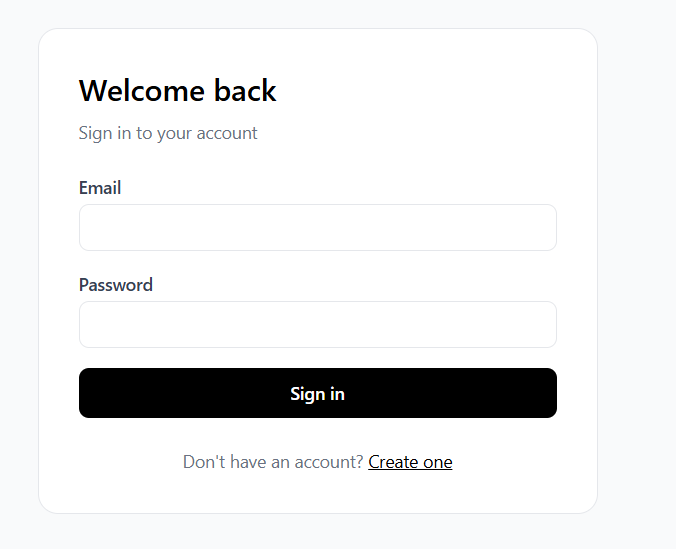 Welcome back
Sign in to your account
Email
Password
Sign in
Don't have an account? Create one